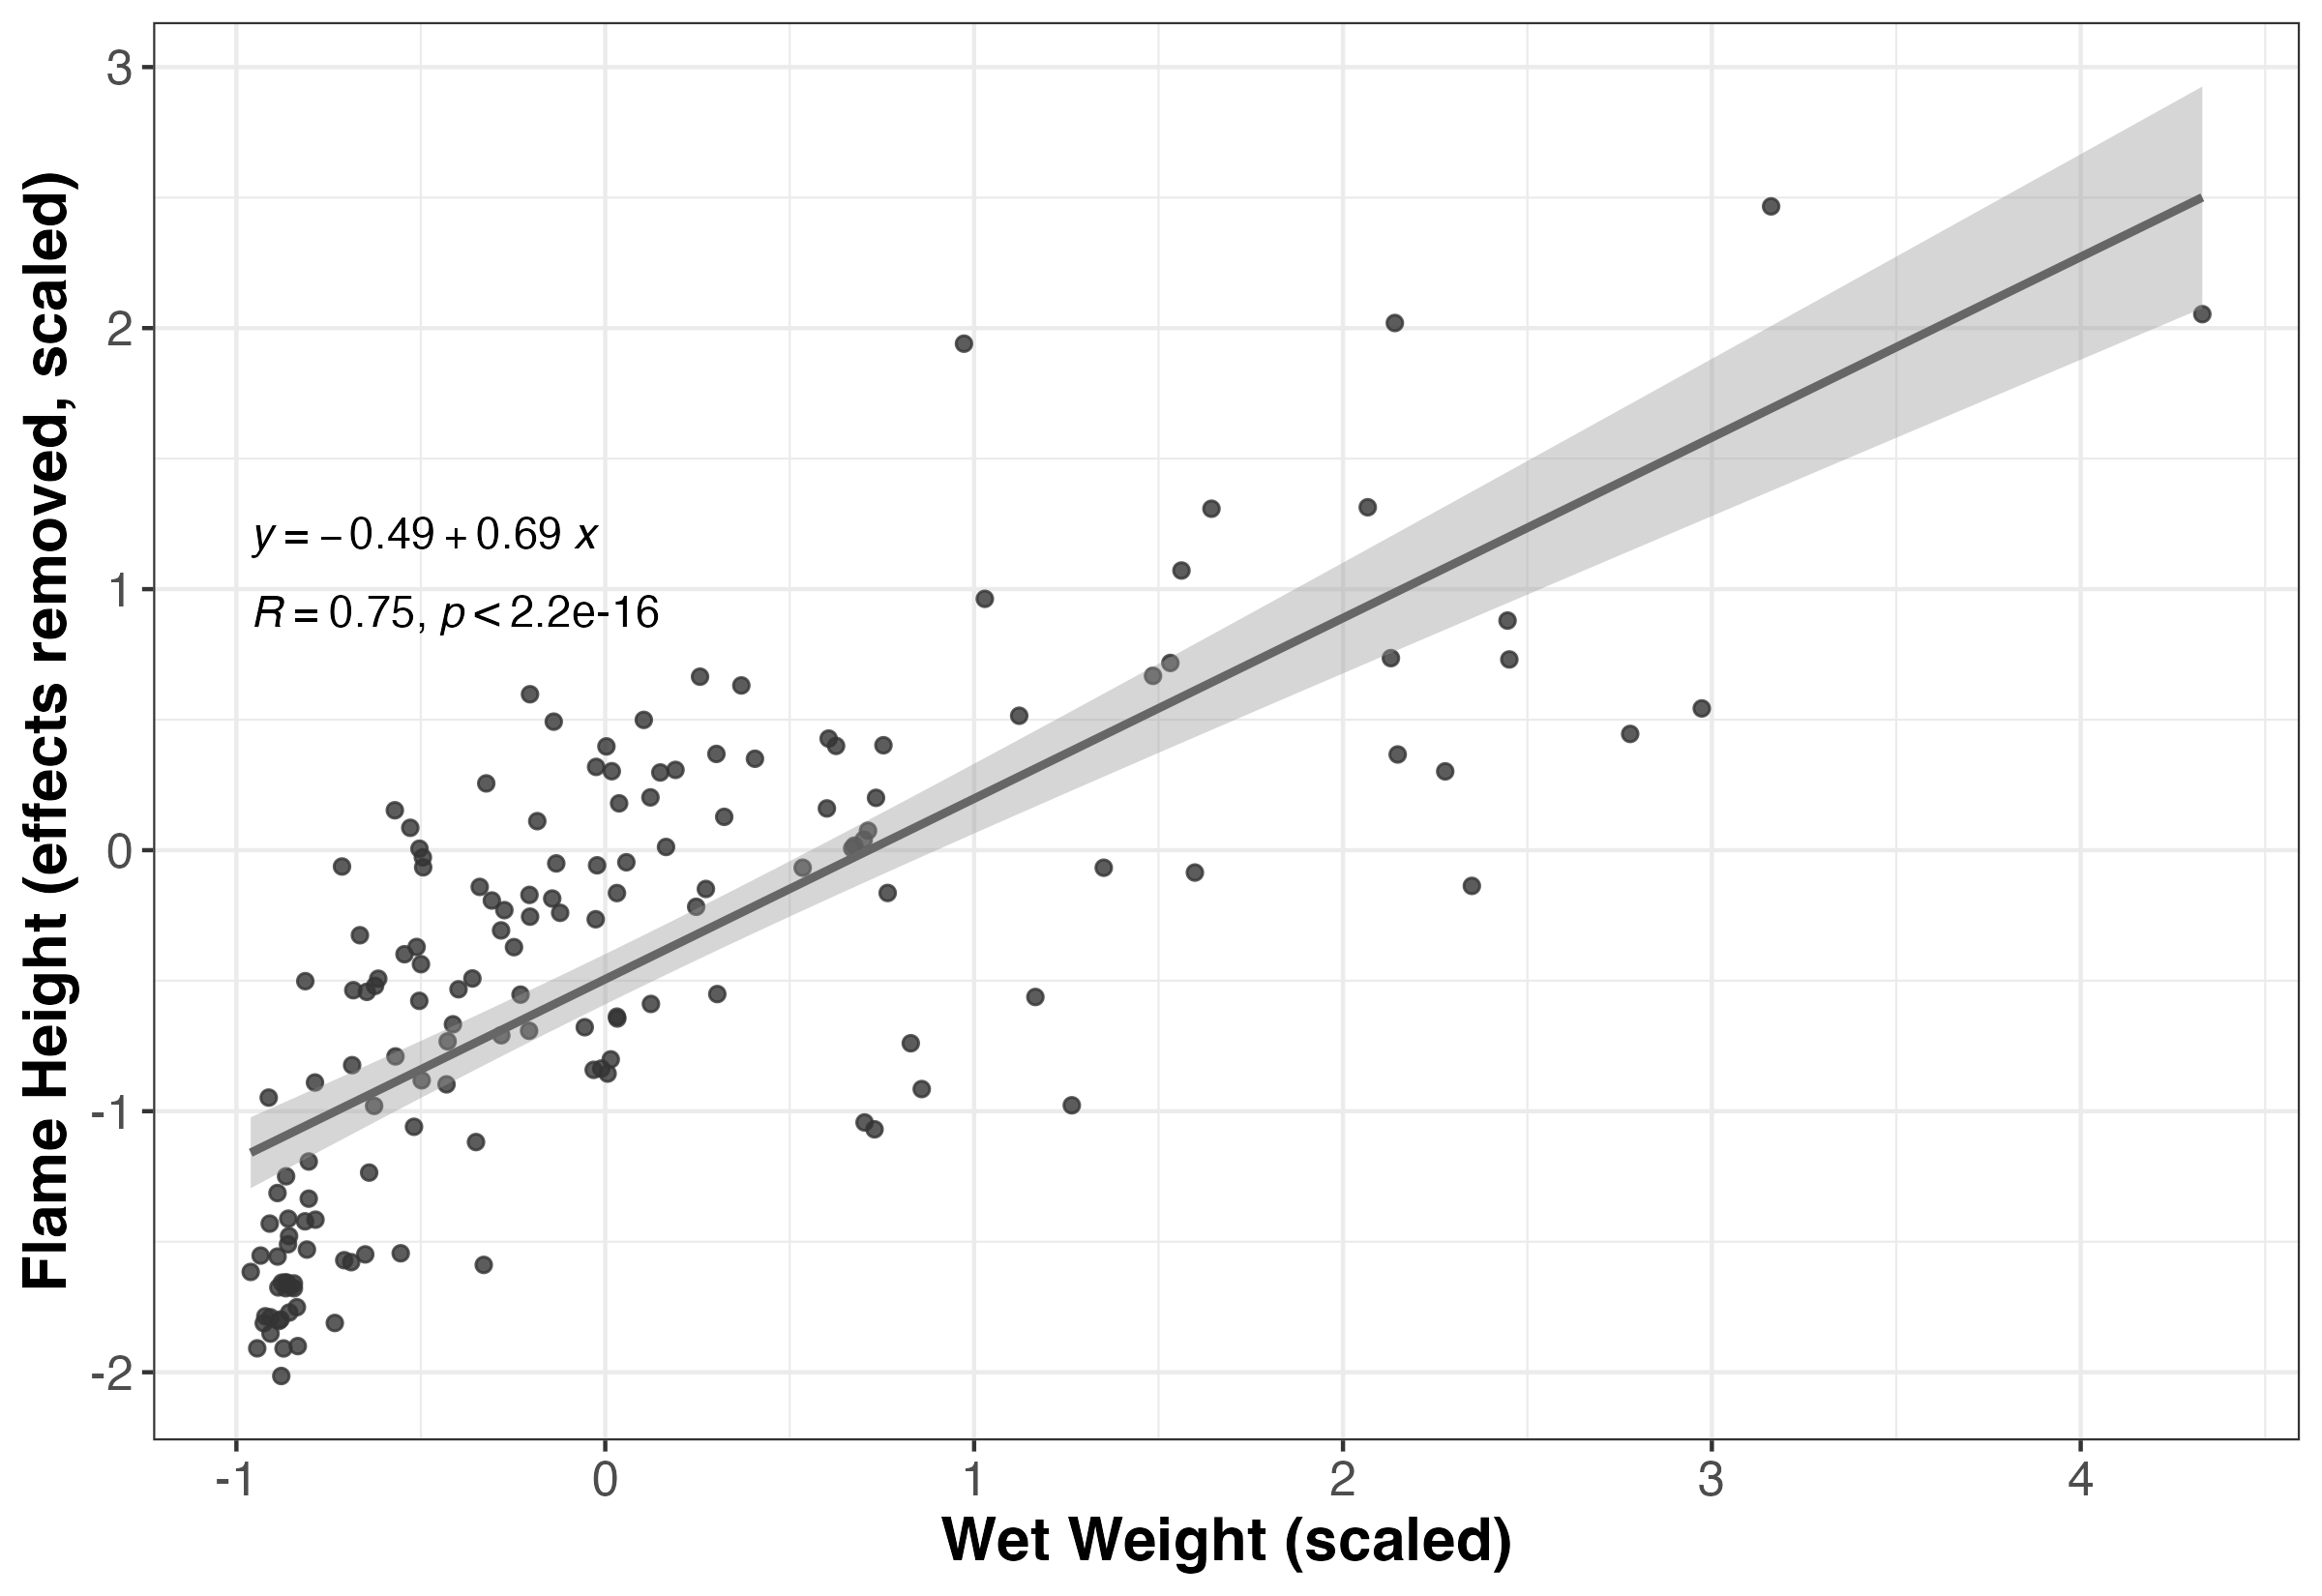 Flame Height (effects removed, scaled)
3
2
1
0
-1
-2
y = − 0.49 + 0.69 x
R = 0.75, p < 2.2e-16
-1 0 1 2 3 4
Wet Weight (scaled)